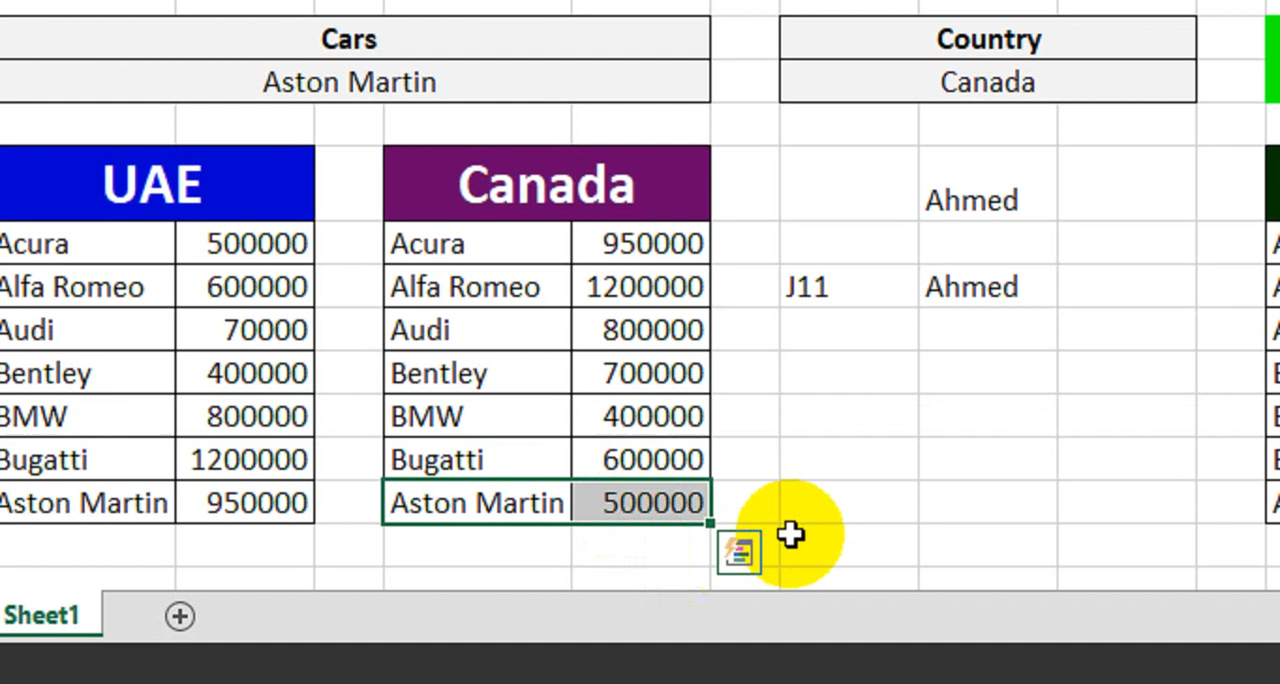 Cars Country
Aston Martin Canada
UAE Canada Ahmed
Acura 500000 Acura 950000
Alfa Romeo 600000 Alfa Romeo 1200000 J11 Ahmed
Audi 70000 Audi 800000
Bentley 400000 Bentley 700000
BMW 800000 BMW 400000
Bugatti 1200000 Bugatti 600000
Aston Martin 950000 Aston Martin 500000
Sheet1